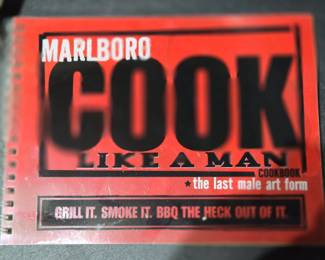 MARLBORO
COOK
LIKE A MAN
COOKBOOK
★the last male art form
GRILL IT. SMOKE IT. BBQ THE HECK OUT OF IT.